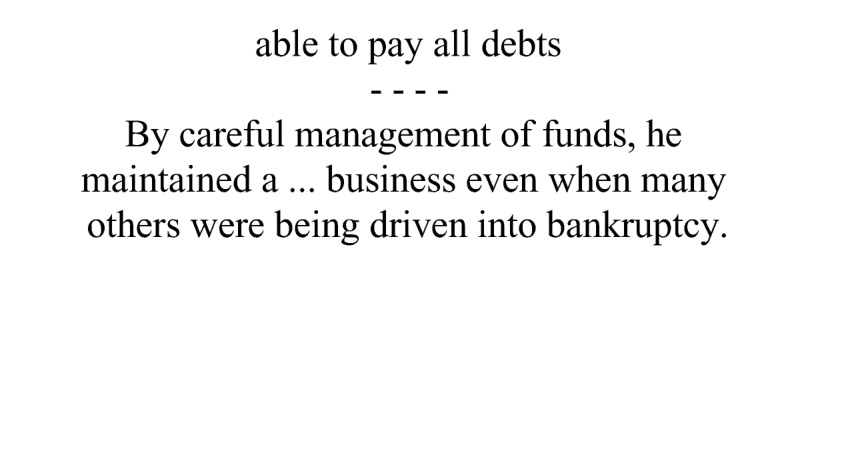 able to pay all debts
- - - -
By careful management of funds, he
maintained a ... business even when many
others were being driven into bankruptcy.